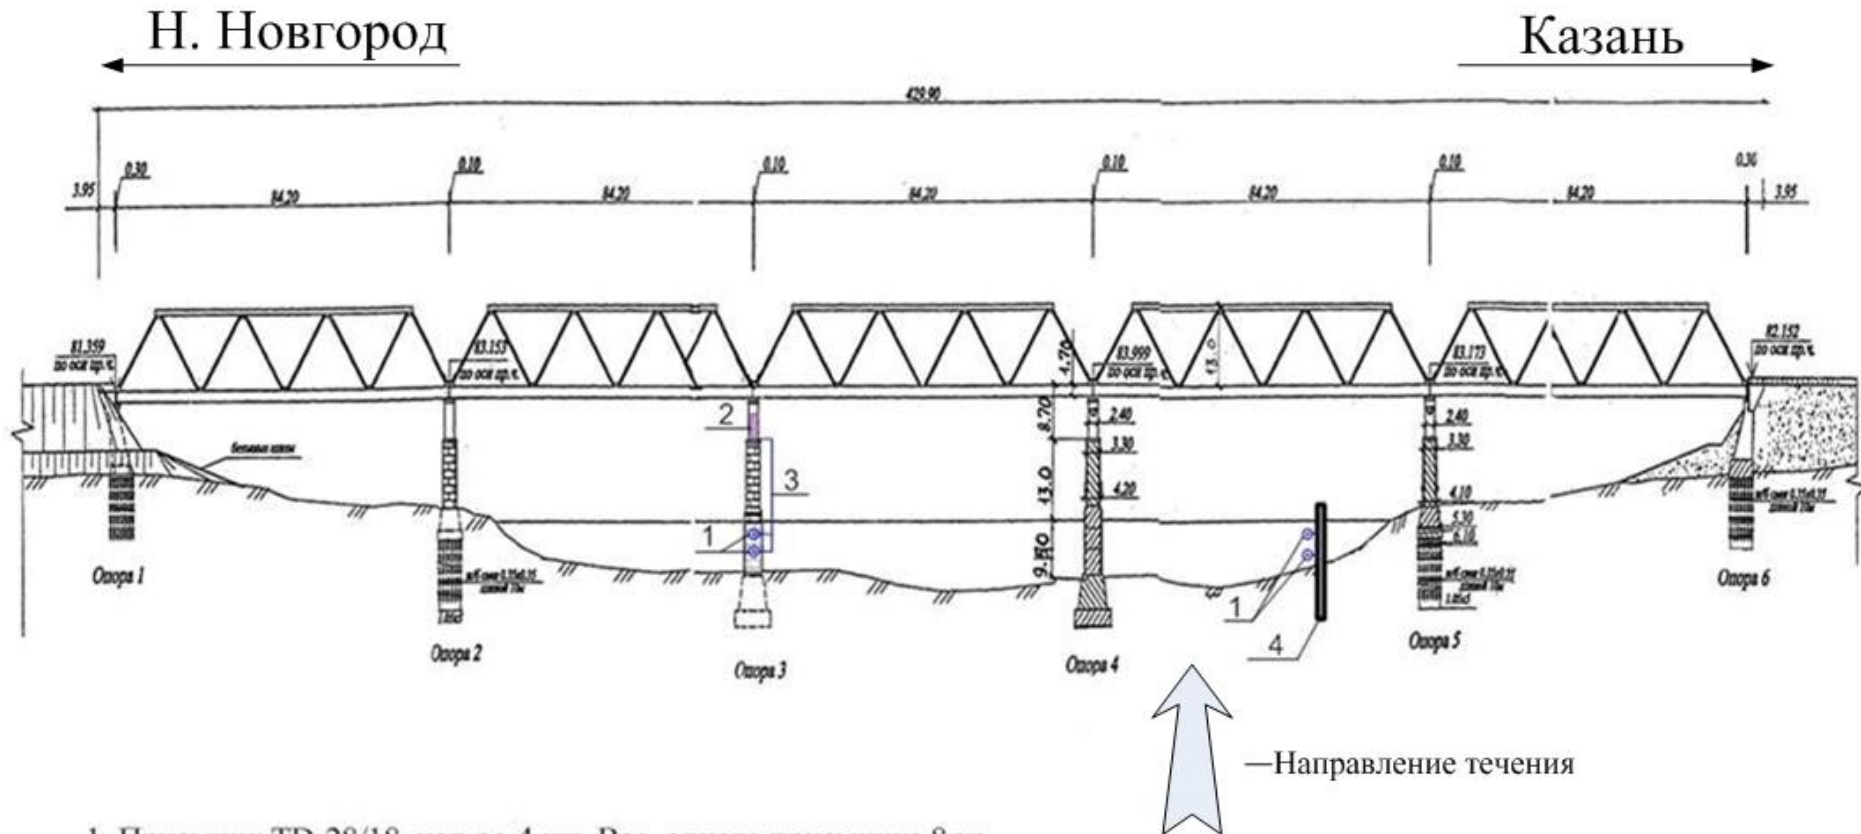 Н. Новгород
Казань
429.90
3.95
0.30
84.20
0.10
84.20
0.10
84.20
0.10
84.20
0.10
84.20
0.30
3.95
81.359
по оси пр.ч.
83.153
по оси пр.ч.
4.70
83.999
по оси пр.ч.
13.0
83.173
по оси пр.ч.
82.152
по оси пр.ч.
2
3
1
8.70
13.0
2.40
3.30
4.20
2.40
3.30
4.10
5.30
6.10
1
4
Опора 1
Опора 2
Опора 3
Опора 4
Опора 5
Опора 6
—Направление течения